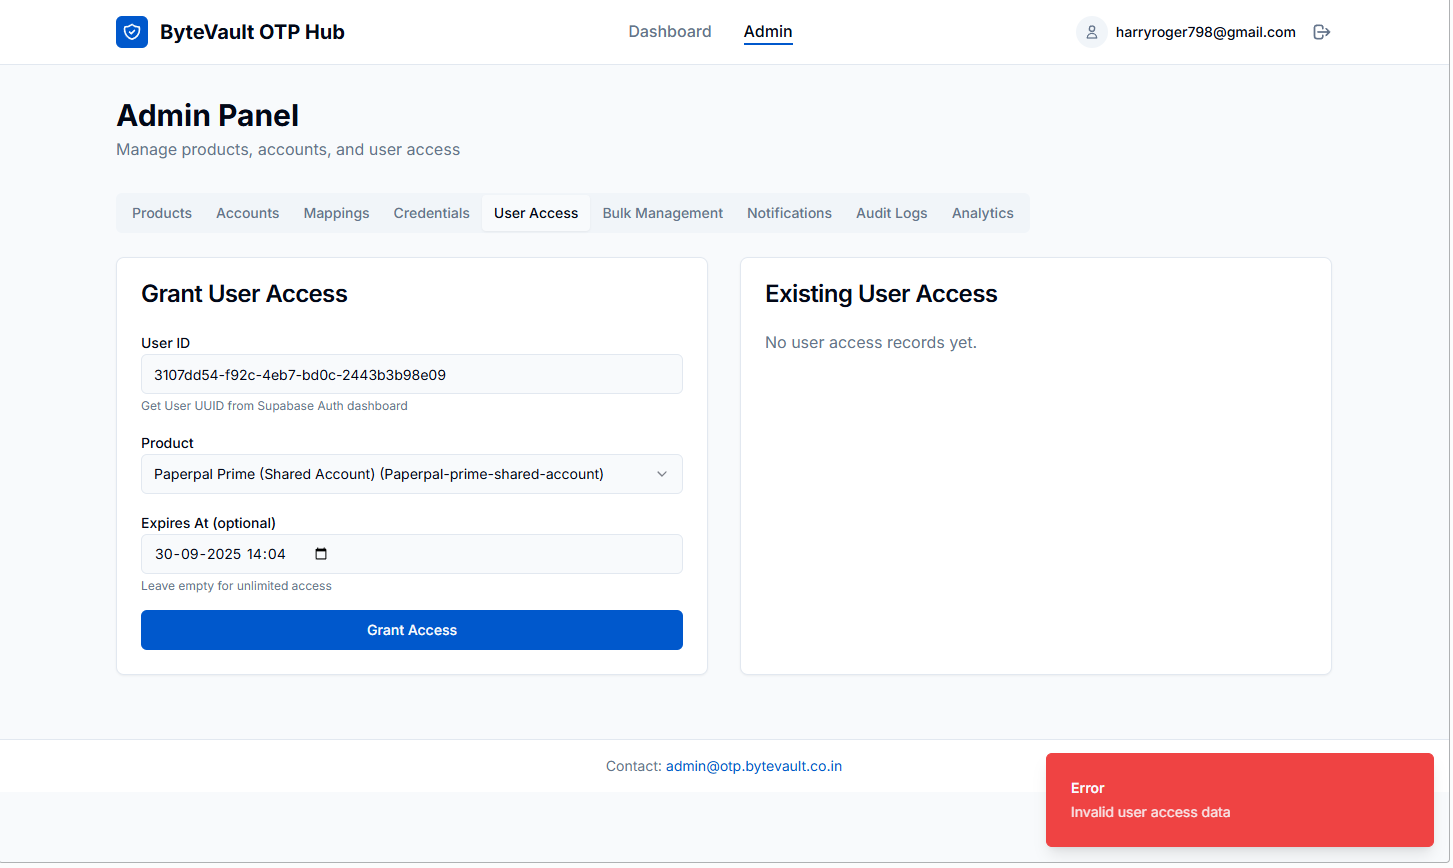 ByteVault OTP Hub
Dashboard
Admin
harryroger798@gmail.com
Admin Panel
Manage products, accounts, and user access
Products
Accounts
Mappings
Credentials
User Access
Bulk Management
Notifications
Audit Logs
Analytics
Grant User Access
User ID
3107dd54-f92c-4eb7-bd0c-2443b3b98e09
Get User UUID from Supabase Auth dashboard
Product
Paperpal Prime (Shared Account) (Paperpal-prime-shared-account)
Expires At (optional)
30-09-2025 14:04
Leave empty for unlimited access
Grant Access
Existing User Access
No user access records yet.
Contact: admin@otp.bytevault.co.in
Error
Invalid user access data